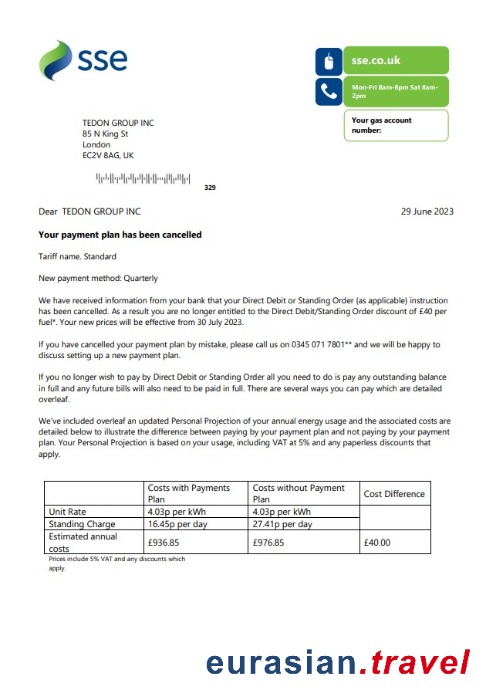 sse
sse.co.uk
Mon-Fri 8am-8pm Sat 8am-
2pm
Your gas account
number:
TEDON GROUP INC
85 N King St
London
EC2V 8AG, UK
329
Dear TEDON GROUP INC
29 June 2023
Your payment plan has been cancelled
Tariff name. Standard
New payment method: Quarterly
We have received information from your bank that your Direct Debit or Standing Order (as applicable) instruction
has been cancelled. As a result you are no longer entitled to the Direct Debit/Standing Order discount of £40 per
fuel*. Your new prices will be effective from 30 July 2023.
If you have cancelled your payment plan by mistake, please call us on 0345 071 7801** and we will be happy to
discuss setting up a new payment plan.
If you no longer wish to pay by Direct Debit or Standing Order all you need to do is pay any outstanding balance
in full and any future bills will also need to be paid in full. There are several ways you can pay which are detailed
overleaf.
We've included overleaf an updated Personal Projection of your annual energy usage and the associated costs are
detailed below to illustrate the difference between paying by your payment plan and not paying by your payment
plan. Your Personal Projection is based on your usage, including VAT at 5% and any paperless discounts that
apply.
Costs with Payments
Plan
Costs without Payment
Plan
Cost Difference
Unit Rate
4.03p per kWh
4.03p per kWh
Standing Charge
16.45p per day
27.41p per day
Estimated annual
costs
£936.85
£976.85
£40.00
Prices include 5% VAT and any discounts which
apply.
eurasian.travel